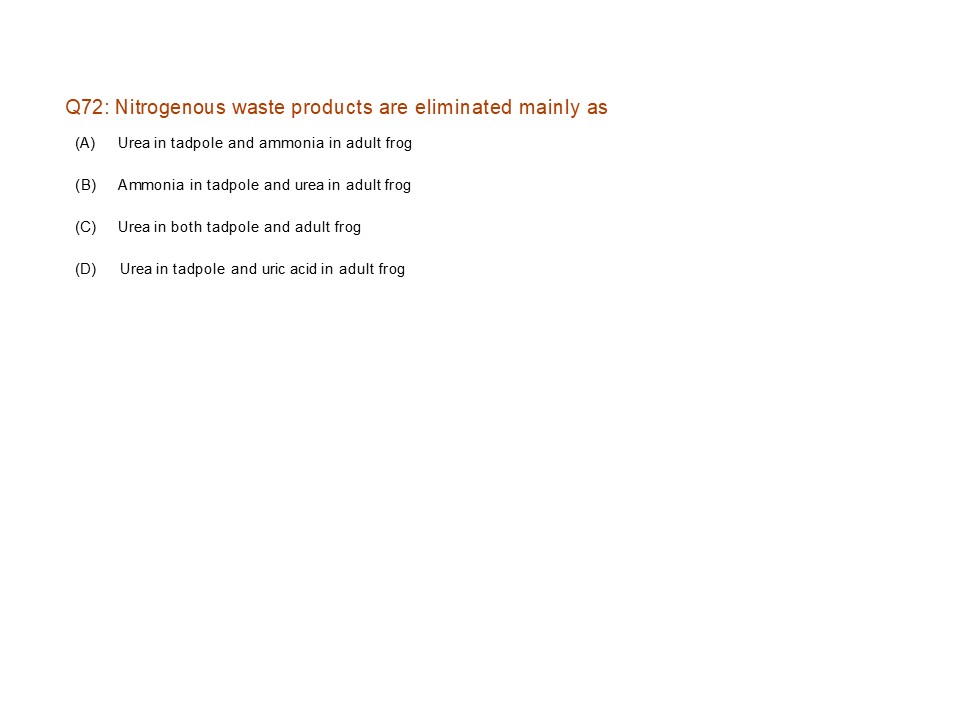 Q72: Nitrogenous waste products are eliminated mainly as
(A) Urea in tadpole and ammonia in adult frog
(B) Ammonia in tadpole and urea in adult frog
(C) Urea in both tadpole and adult frog
(D) Urea in tadpole and uric acid in adult frog